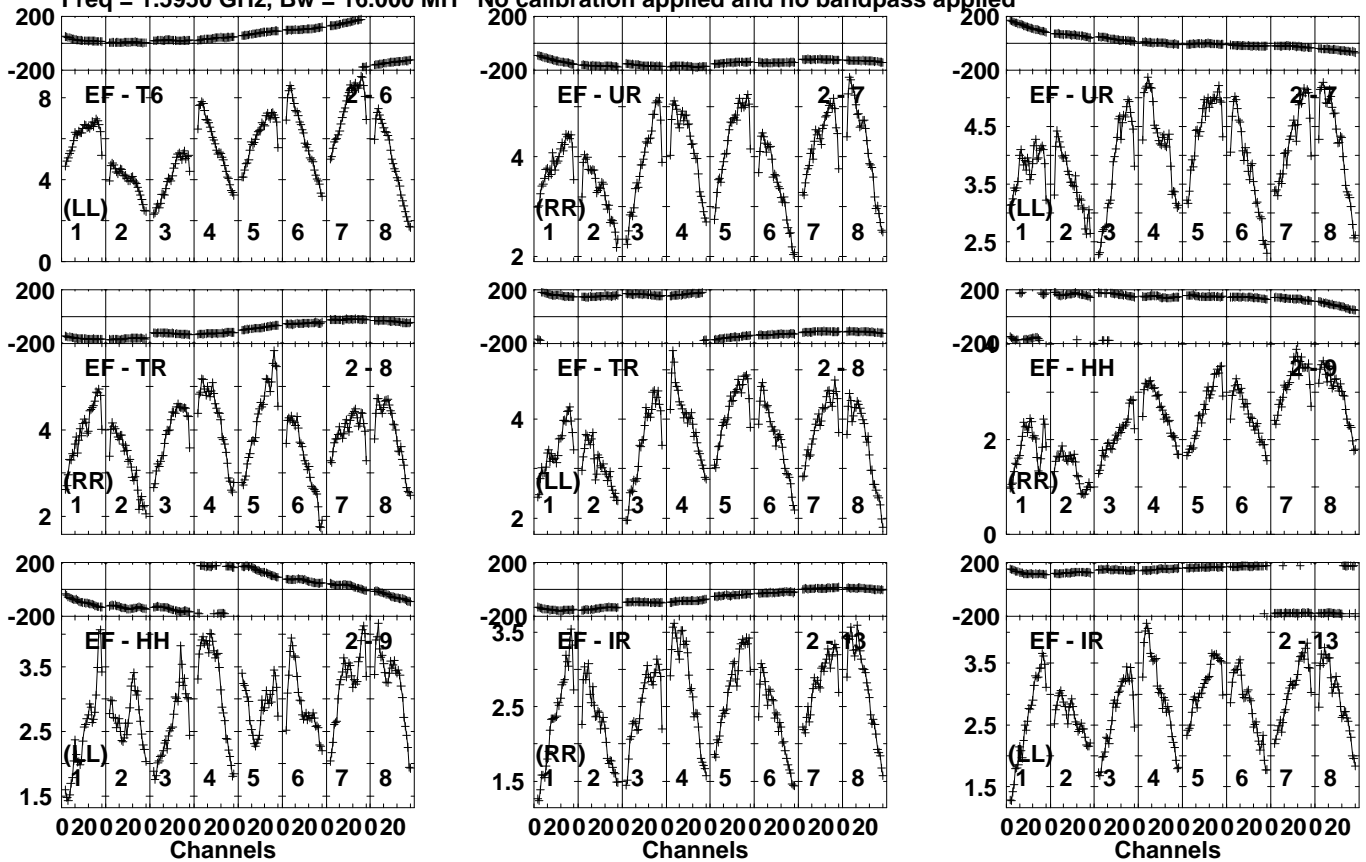 Freq = 1.5950 GHz, Bw = 16.000 MH No calibration applied and no bandpass applied
200 200 200
-200 -200 -200
EF - T6 2 - 6 EF - UR 2 - 7 EF - UR 2 - 7
8
4.5
4 4
3.5
(LL) (RR) (LL)
1 2 3 4 5 6 7 8 1 2 3 4 5 6 7 8 1 2 3 4 5 6 7 8
2.5
0 2
200 200 200
-200 -200 -200
4
EF - TR 2 - 8 EF - TR 2 - 8 EF - HH 2 - 9
4 4 2
(RR) (LL) (RR)
1 2 3 4 5 6 7 8 1 2 3 4 5 6 7 8 1 2 3 4 5 6 7 8
2 2 0
200 200 200
-200 -200 -200
3.5
EF - HH 2 - 9 EF - IR 2 - 13 EF - IR 2 - 13
3.5 3.5
2.5 2.5 2.5
(LL) (RR) (LL)
1 2 3 4 5 6 7 8 1 2 3 4 5 6 7 8 1 2 3 4 5 6 7 8
1.5 1.5 1.5
0 20 0 20 0 20 0 20 0 20 0 20 0 20 0 20 0 20 0 20 0 20 0 20 0 20 0 20 0 20 0 20 0 20 0 20 0 20 0 20 0 20 0 20 0 20 0 20
Channels Channels Channels